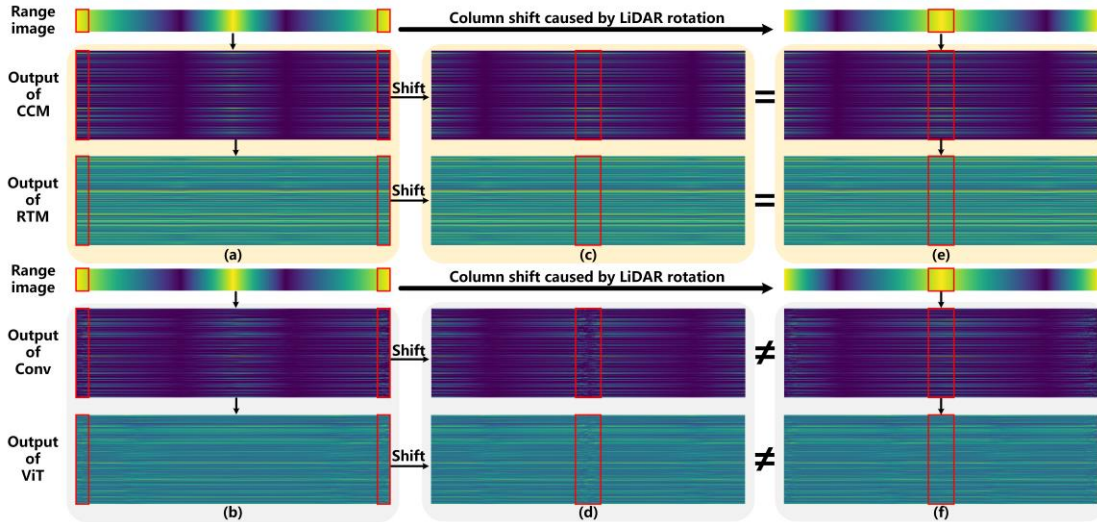 Range
image
Column shift caused by LiDAR rotation
Output
of
CCM
Shift
=
=
Output
of
RTM
Shift
(a)
(c)
(e)
Range
image
Column shift caused by LiDAR rotation
Output
of
Conv
Shift
≠
≠
Output
of
ViT
Shift
(b)
(d)
(f)